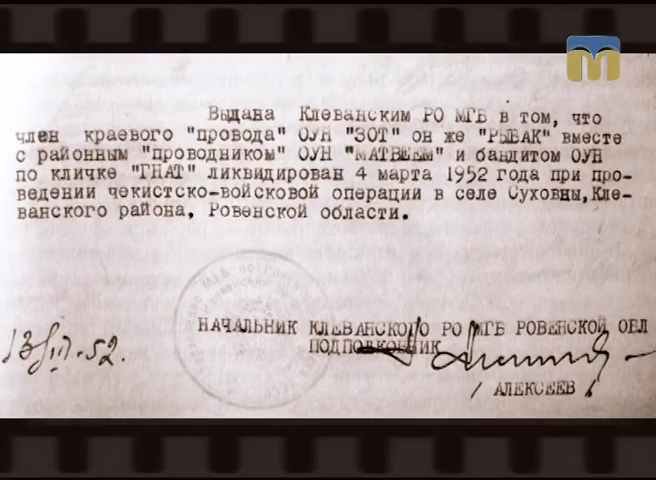 Выдана Клеванским РО МГБ в том, что
член краевого "провода" ОУН "ЗОТ" он же "РЫБАК" вместе
с районным "проводником" ОУН "МАТВЕЕМ" и бандитом ОУН
по кличке "ГНАТ" ликвидирован 4 марта 1952 года при про-
ведении чекистско-войсковой операции в селе Суховцы, Кле-
ванского района, Ровенской области.
НАЧАЛЬНИК КЛЕВАНСКОГО РО МГБ РОВЕНСКОЙ ОБЛ
ПОДПОЛКОВНИК
/ АЛЕКСЕЕВ /
13/III-52.